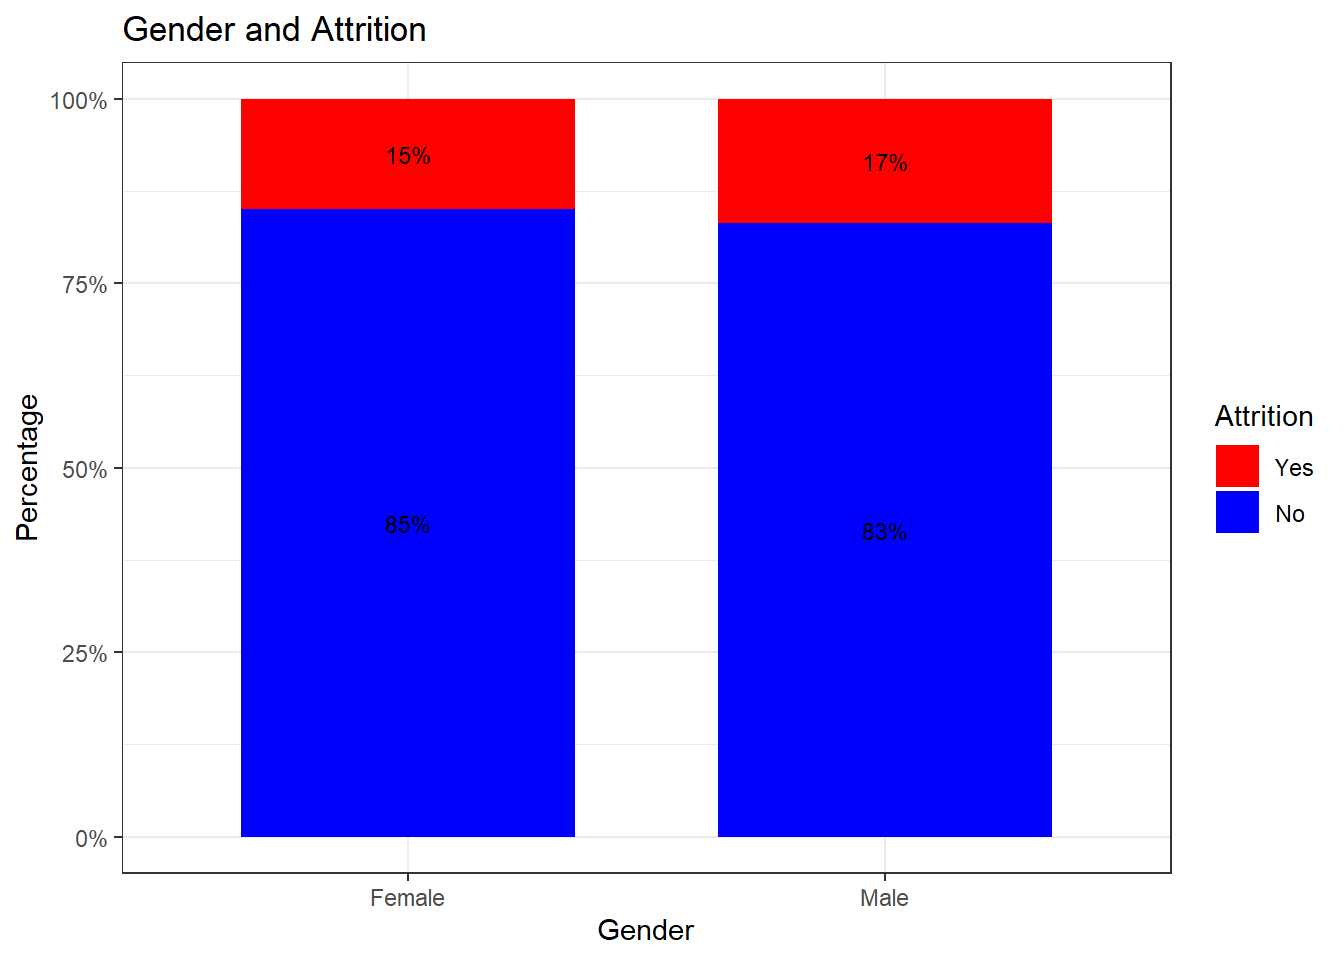 Gender and Attrition
100%
75%
50%
25%
0%
Percentage
15%
17%
85%
83%
Female
Male
Gender
Attrition
Yes
No